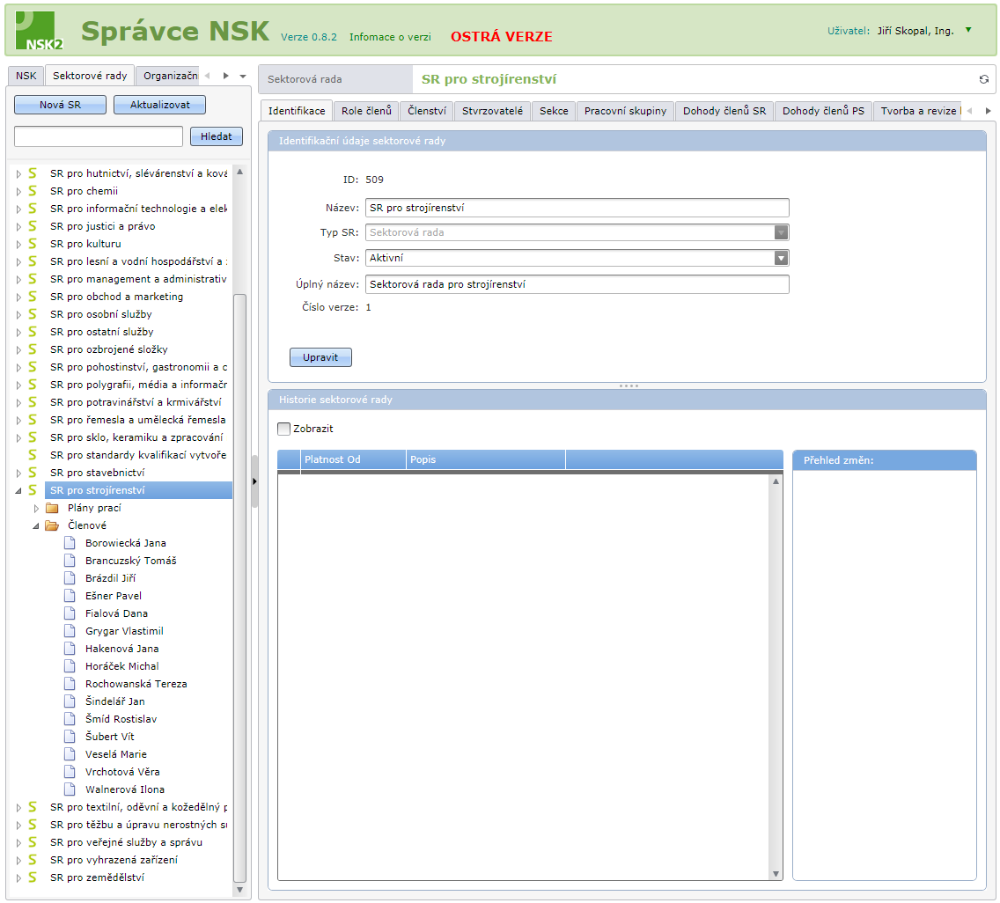 NSK2
Správce NSK
Verze 0.8.2
Infomace o verzi
OSTRÁ VERZE
Uživatel: Jiří Skopal, Ing.
NSK
Sektorové rady
Organizačn
Nová SR
Aktualizovat
Hledat
SR pro hutnictví, slévárenství a ková
SR pro chemii
SR pro informační technologie a elek
SR pro justici a právo
SR pro kulturu
SR pro lesní a vodní hospodářství a
SR pro management a administrativ
SR pro obchod a marketing
SR pro osobní služby
SR pro ostatní služby
SR pro ozbrojené složky
SR pro pohostinství, gastronomii a c
SR pro polygrafii, média a informačn
SR pro potravinářství a krmivářství
SR pro řemesla a umělecká řemesla
SR pro sklo, keramiku a zpracování
SR pro standardy kvalifikací vytvoře
SR pro stavebnictví
SR pro strojírenství
Plány prací
Členové
Borowiecká Jana
Brancuzský Tomáš
Brázdil Jiří
Ešner Pavel
Fialová Dana
Grygar Vlastimil
Hakenová Jana
Horáček Michal
Rochowanská Tereza
Šindelář Jan
Šmíd Rostislav
Šubert Vít
Veselá Marie
Vrchotová Věra
Walnerová Ilona
SR pro textilní, oděvní a kožedělný p
SR pro těžbu a úpravu nerostných su
SR pro veřejné služby a správu
SR pro vyhrazená zařízení
SR pro zemědělství
Sektorová rada
SR pro strojírenství
Identifikace
Role členů
Členství
Stvrzovatelé
Sekce
Pracovní skupiny
Dohody členů SR
Dohody členů PS
Tvorba a revize
Identifikační údaje sektorové rady
ID: 509
Název: SR pro strojírenství
Typ SR: Sektorová rada
Stav: Aktivní
Úplný název: Sektorová rada pro strojírenství
Číslo verze: 1
Upravit
Historie sektorové rady
Zobrazit
Platnost Od
Popis
Přehled změn: